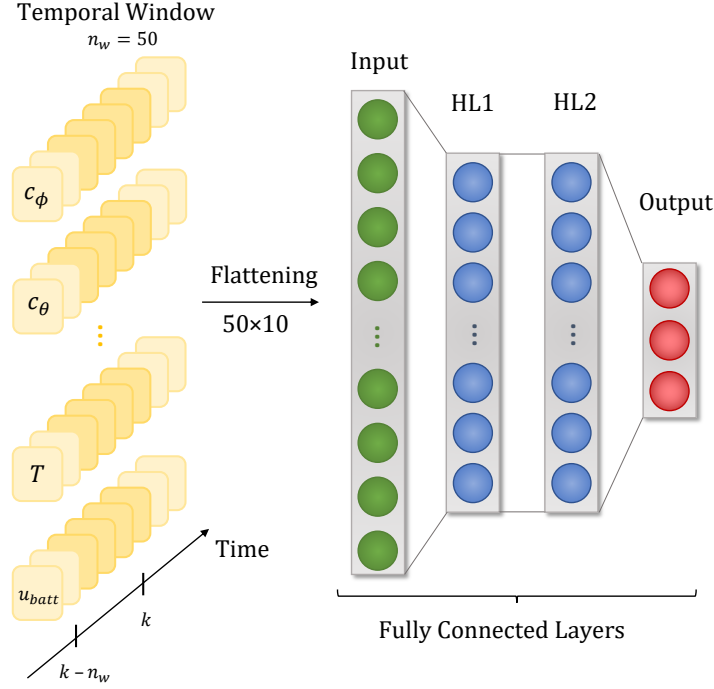 Temporal Window
n_w = 50
c_ϕ
c_θ
⋮
T
u_batt
Time
k
k − n_w
Flattening
50×10
Input
HL1
HL2
Output
Fully Connected Layers